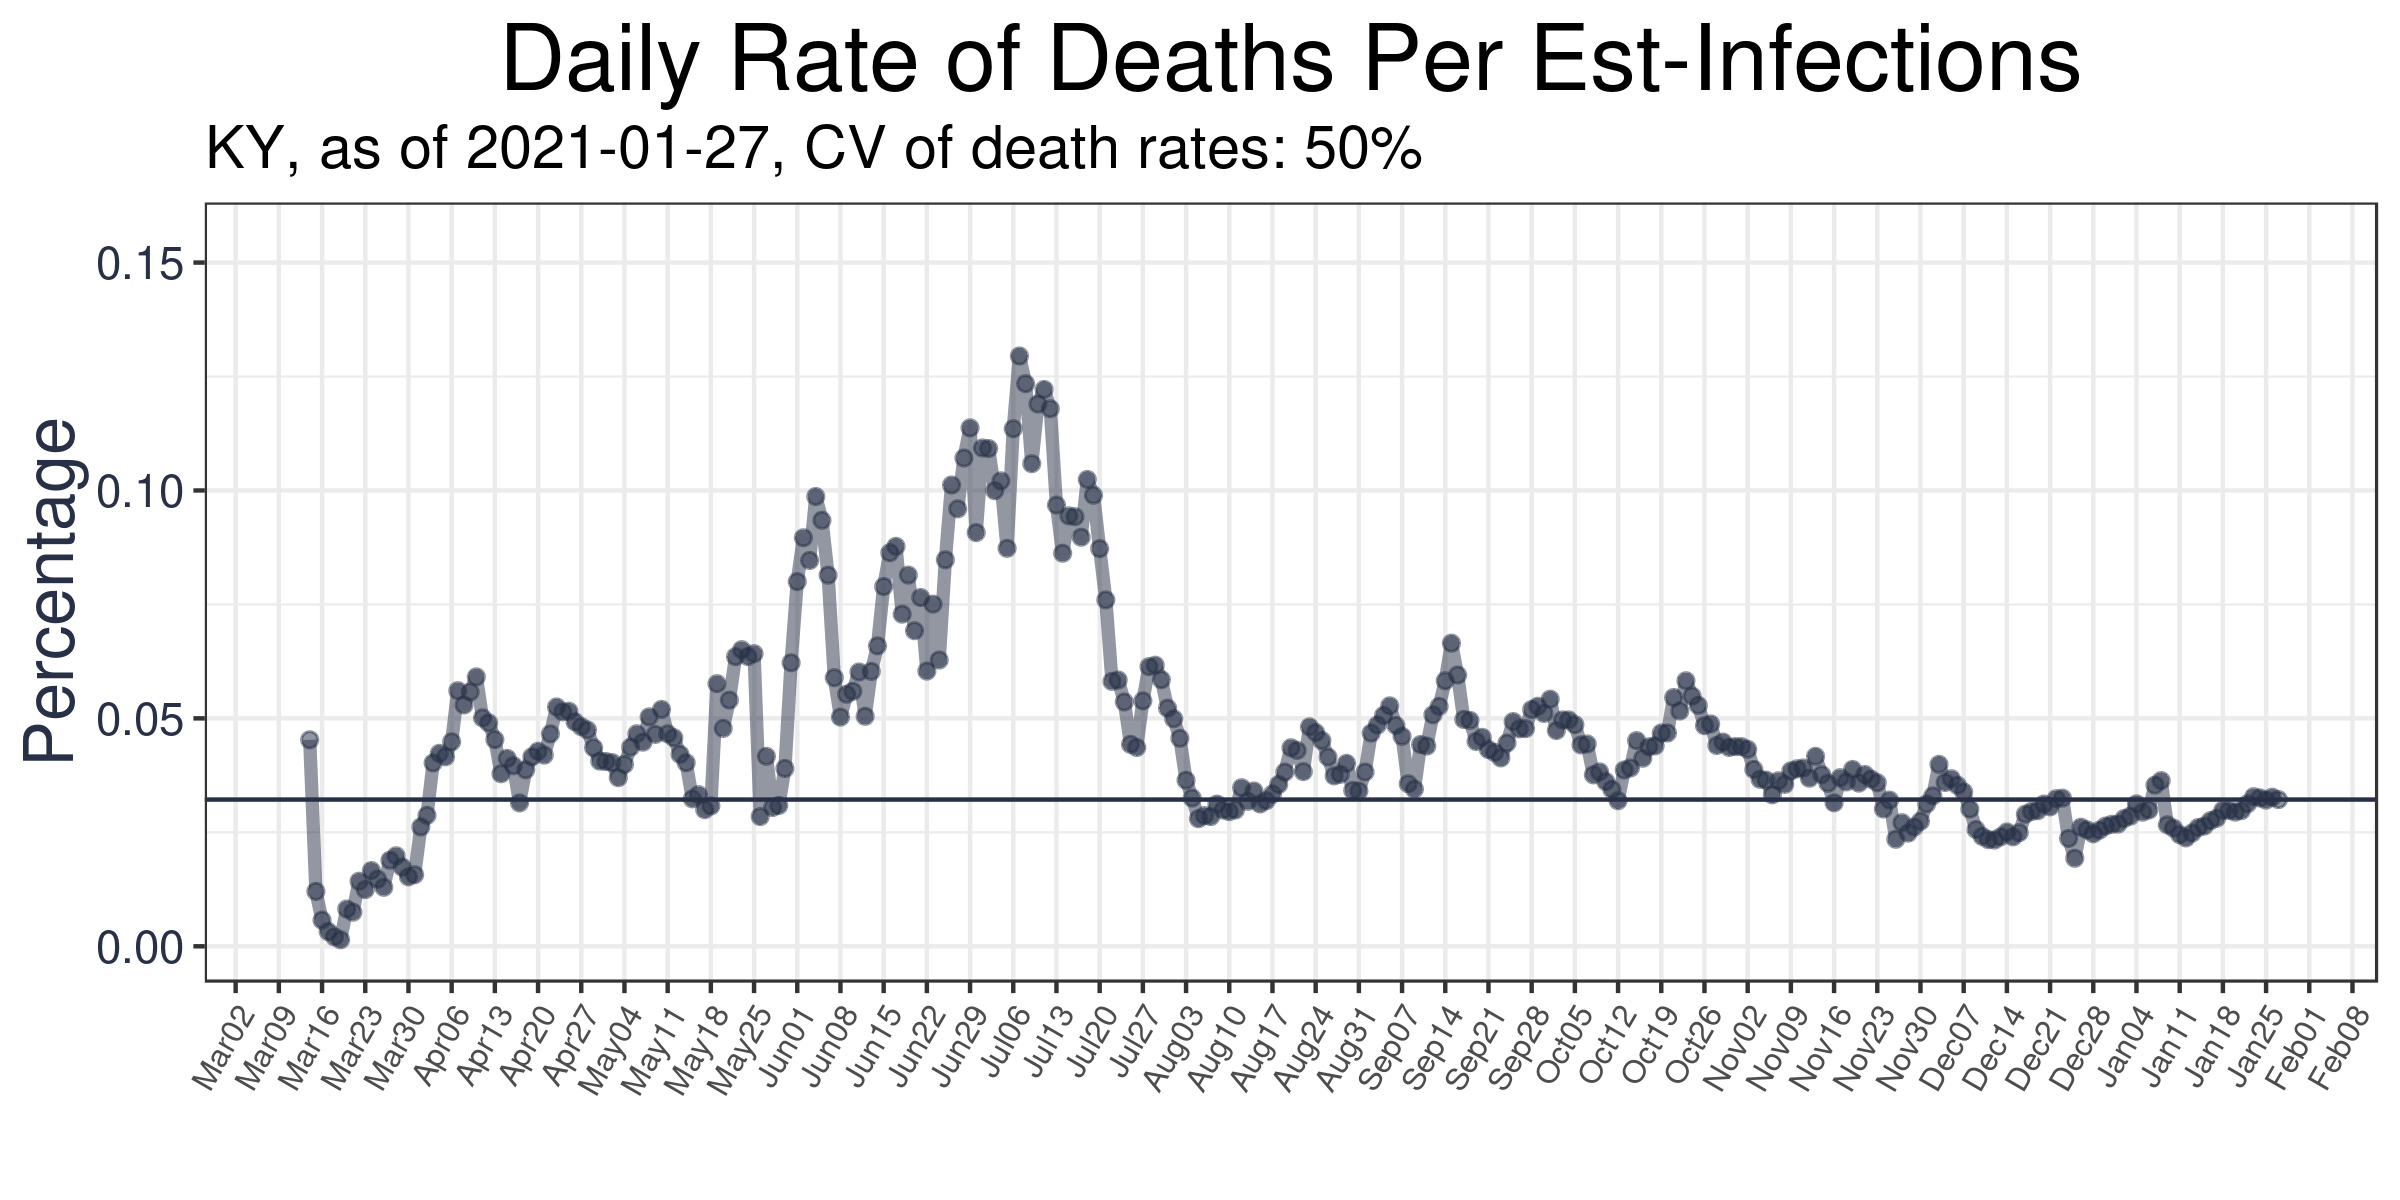 Daily Rate of Deaths Per Est-Infections
KY, as of 2021-01-27, CV of death rates: 50%
Percentage
0.15
0.10
0.05
0.00
Mar02
Mar09
Mar16
Mar23
Mar30
Apr06
Apr13
Apr20
Apr27
May04
May11
May18
May25
Jun01
Jun08
Jun15
Jun22
Jun29
Jul06
Jul13
Jul20
Jul27
Aug03
Aug10
Aug17
Aug24
Aug31
Sep07
Sep14
Sep21
Sep28
Oct05
Oct12
Oct19
Oct26
Nov02
Nov09
Nov16
Nov23
Nov30
Dec07
Dec14
Dec21
Dec28
Jan04
Jan11
Jan18
Jan25
Feb01
Feb08